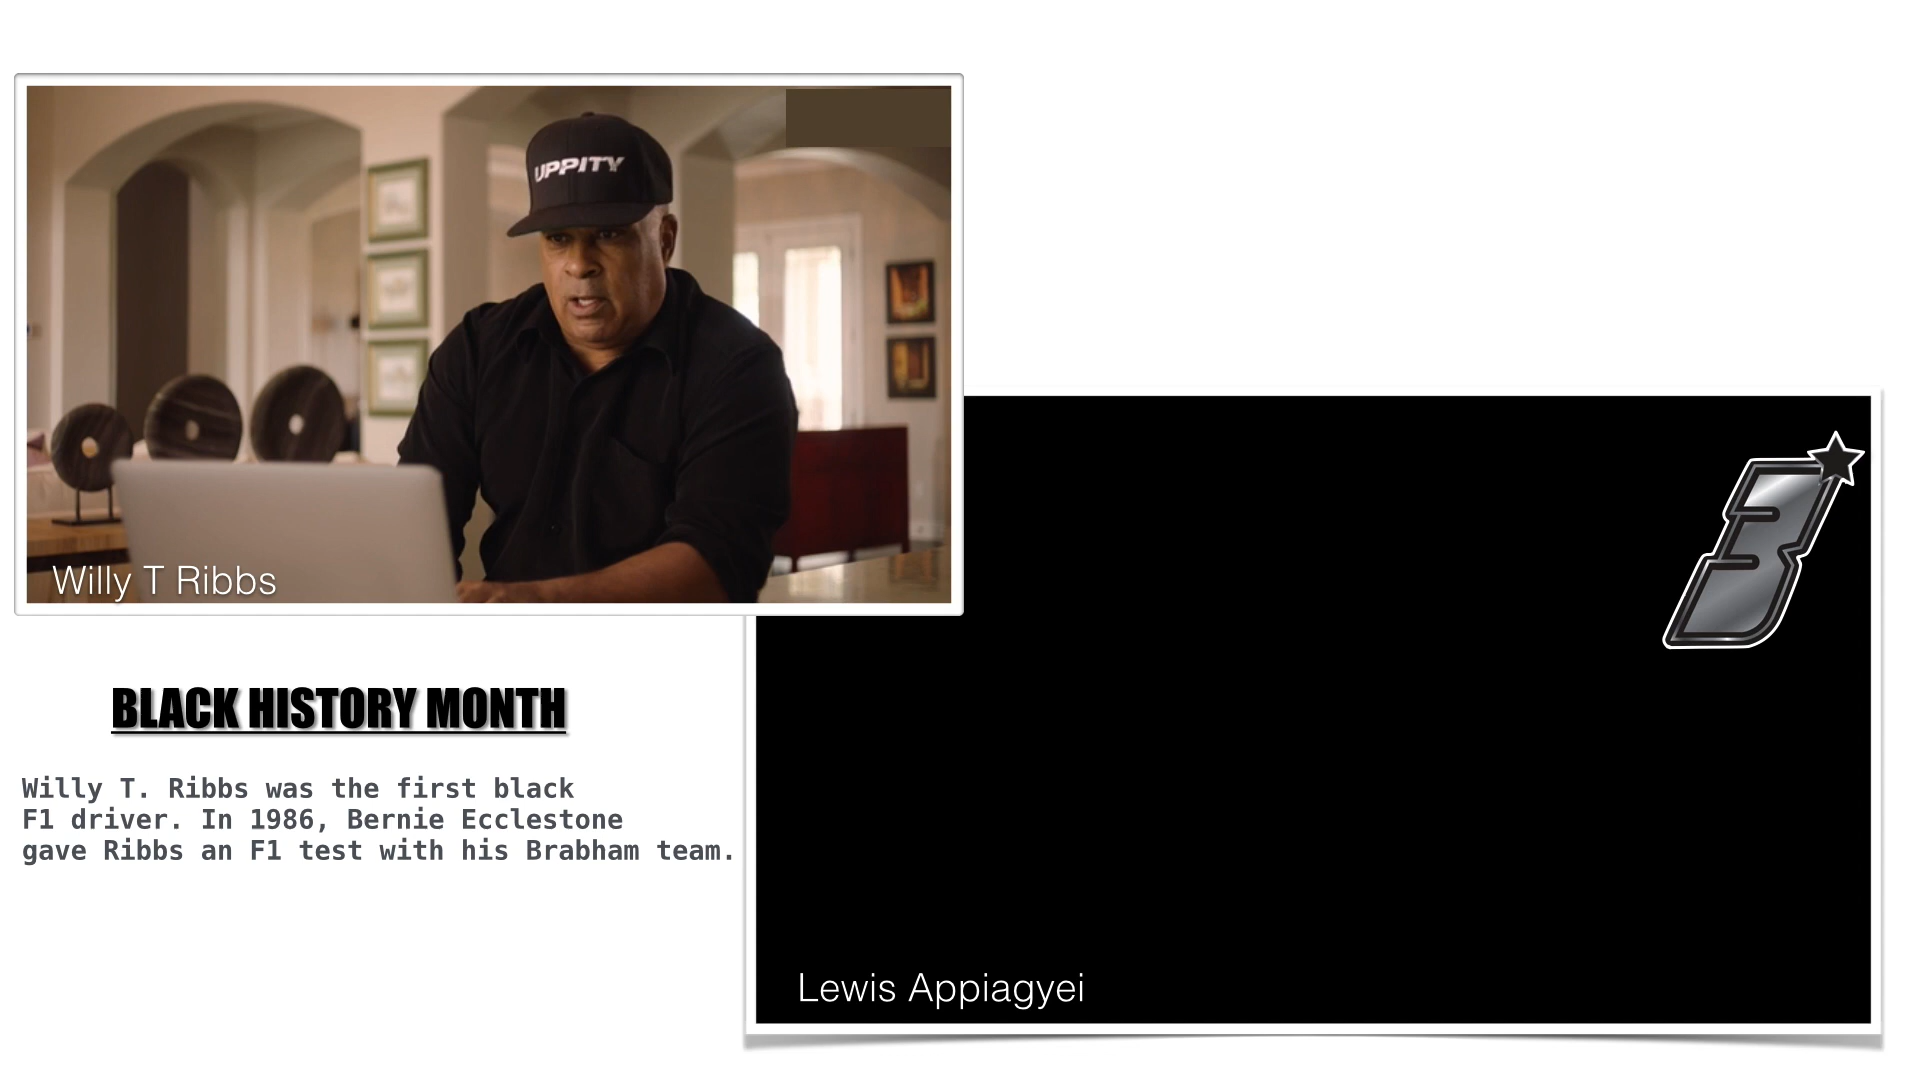 UPPITY
Willy T Ribbs
3
BLACK HISTORY MONTH
Willy T. Ribbs was the first black
F1 driver. In 1986, Bernie Ecclestone
gave Ribbs an F1 test with his Brabham team.
Lewis Appiagyei